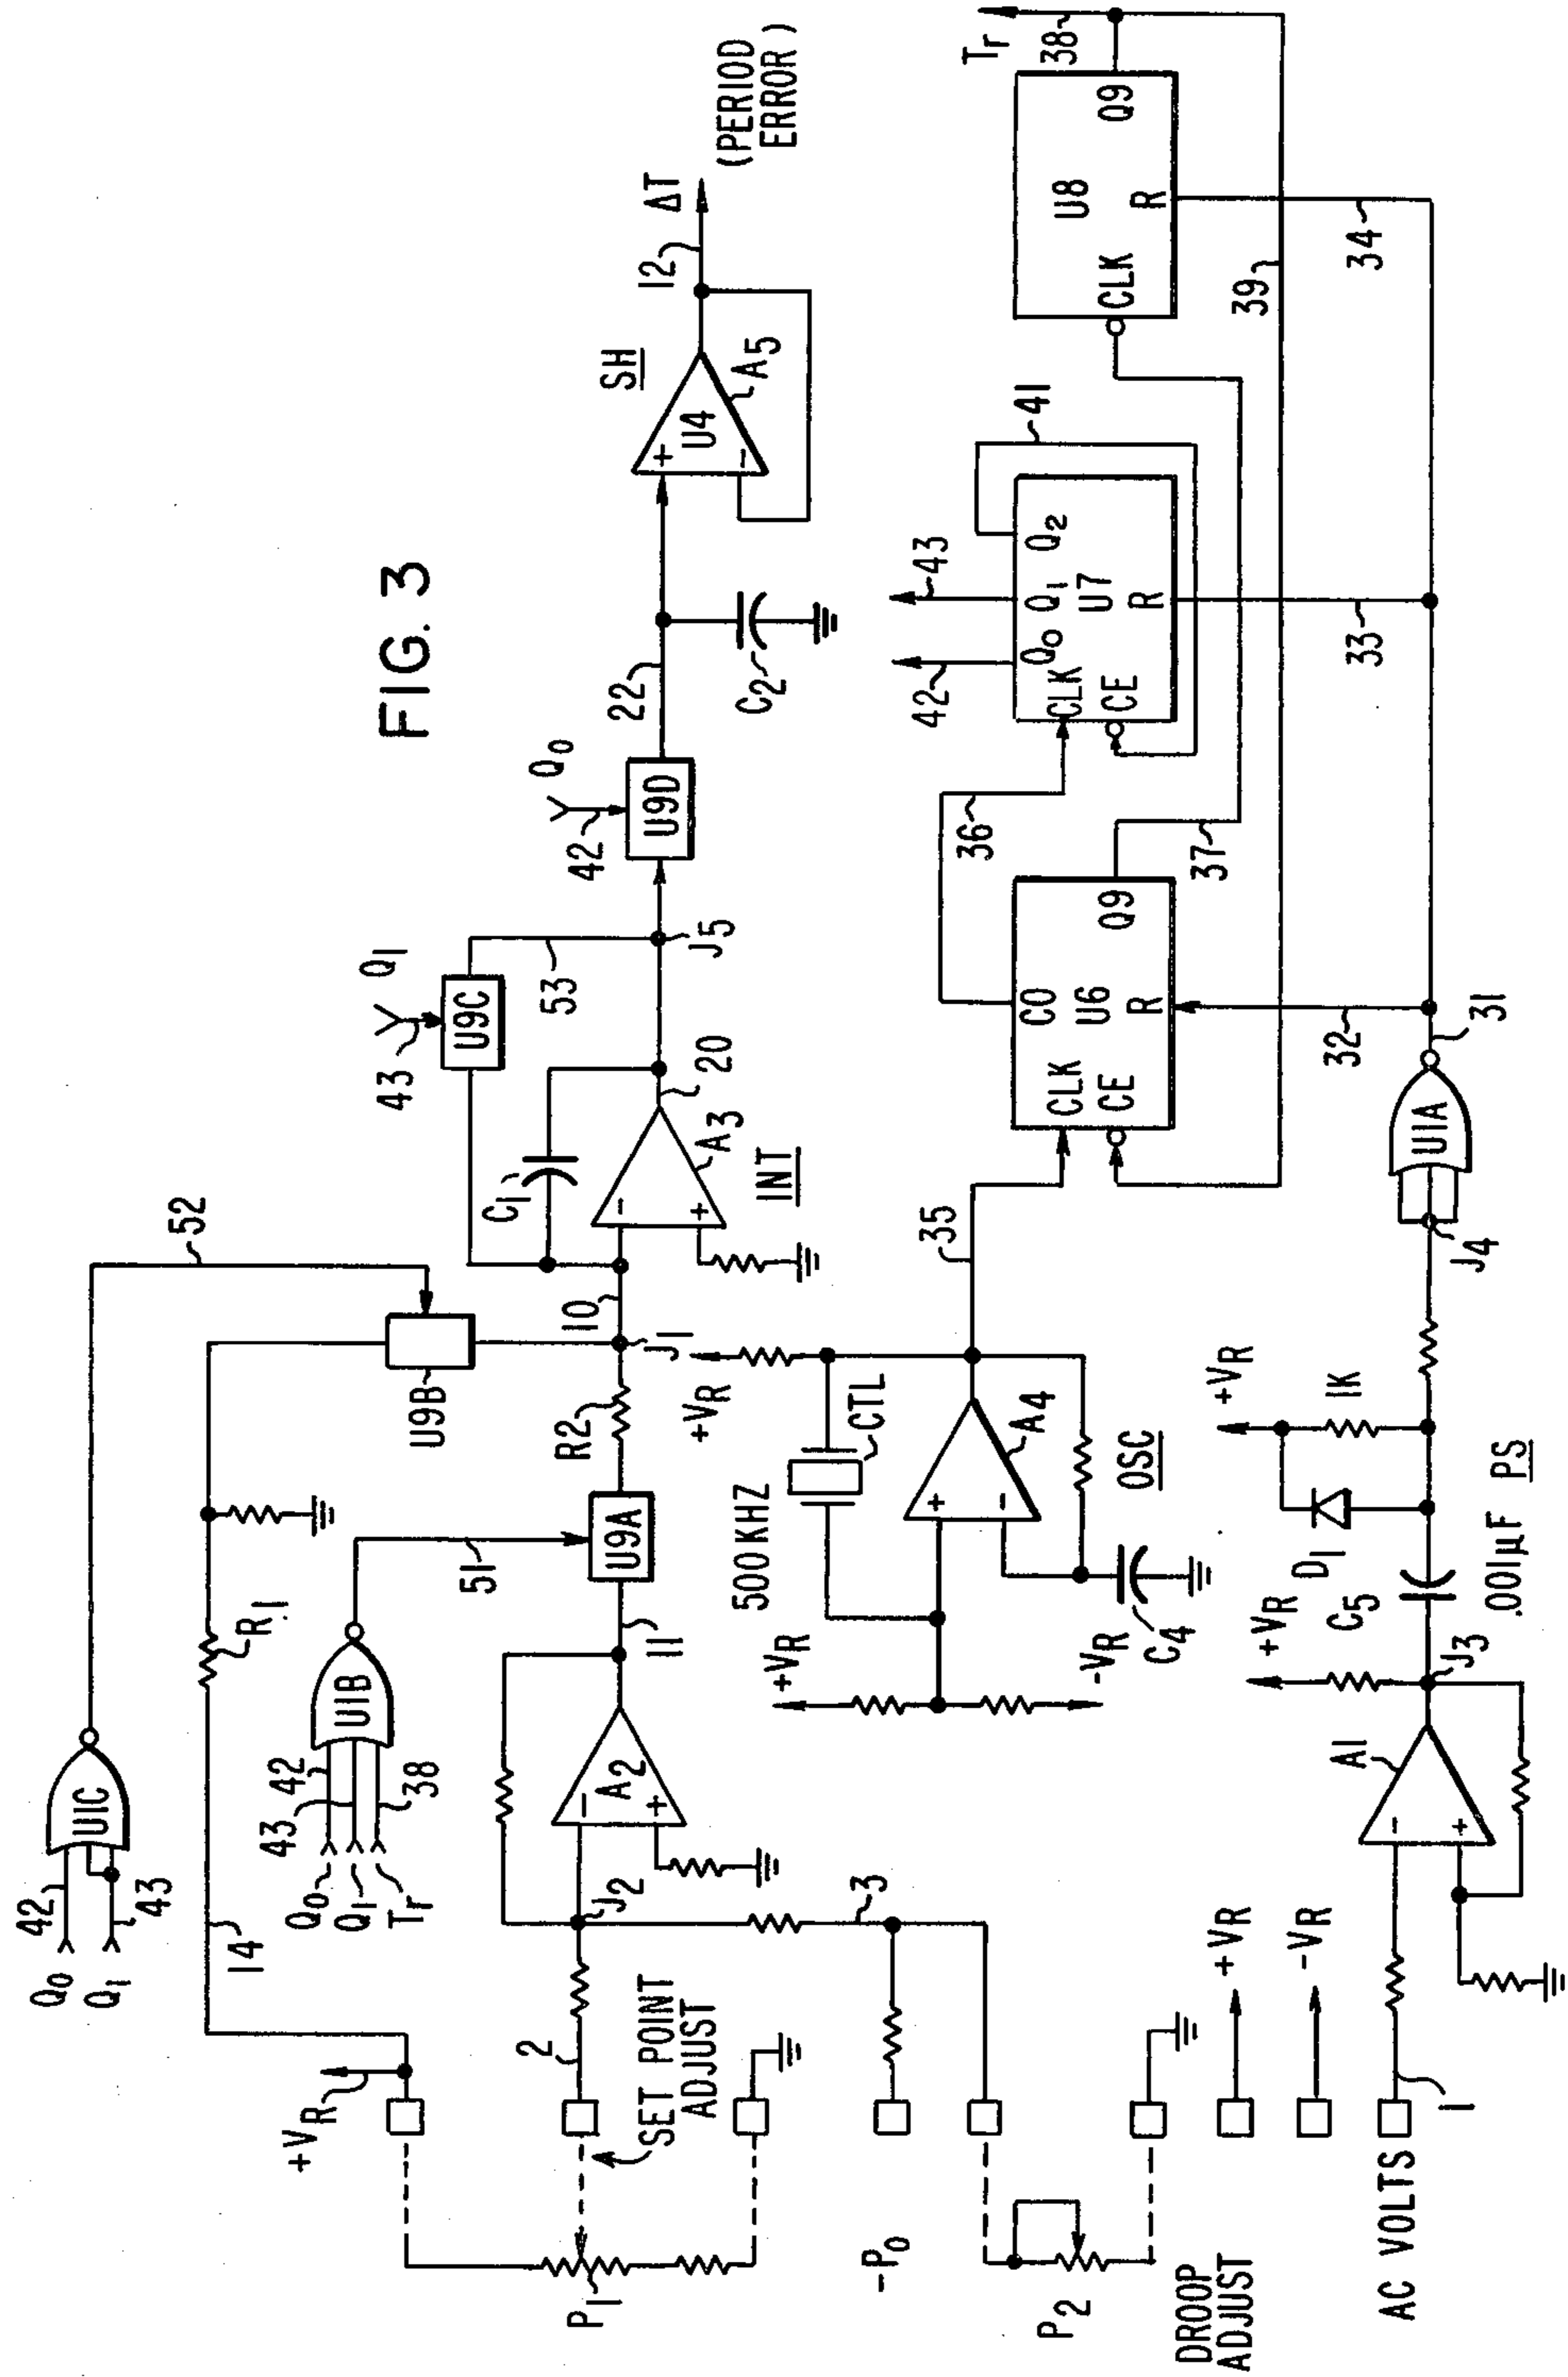 FIG. 3
Q0
42
Q1
43
U1C
52
14
R1
+VR
Q0
42
Q1
43
Tr
38
U1B
51
U9B
43
Q1
U9C
53
C1
P1
2
SET POINT
ADJUST
J2
A2
11
U9A
R2
J1
10
A3
INT
20
J5
42
Q0
U9D
22
C2
SH
U4
A5
12
ΔT
(PERIOD
ERROR)
-P0
3
P2
DROOP
ADJUST
+VR
-VR
+VR
-VR
500KHZ
CTL
+VR
C4
A4
OSC
35
CLK
CE
CO
U6
R
Q9
36
37
42
43
Q0
Q1
Q2
CLK
CE
U7
R
41
CLK
U8
R
Q9
Tr
38
39
AC VOLTS
1
A1
J3
+VR
C5
.001µF
PS
D1
+VR
1K
J4
U1A
31
32
33
34